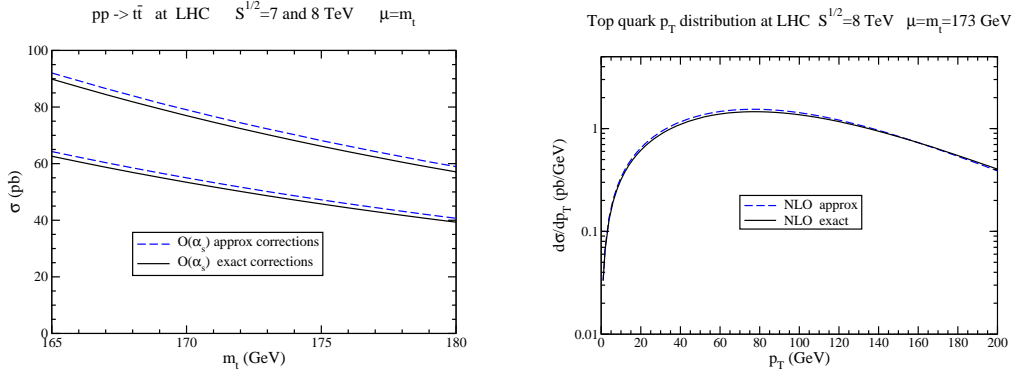 pp -> tt̄ at LHC S^1/2=7 and 8 TeV μ=m_t
100
80
60
40
20
0
σ (pb)
O(α_s) approx corrections
O(α_s) exact corrections
165 170 175 180
m_t (GeV)
Top quark p_T distribution at LHC S^1/2=8 TeV μ=m_t=173 GeV
1
0.1
0.01
dσ/dp_T (pb/GeV)
NLO approx
NLO exact
0 20 40 60 80 100 120 140 160 180 200
p_T (GeV)